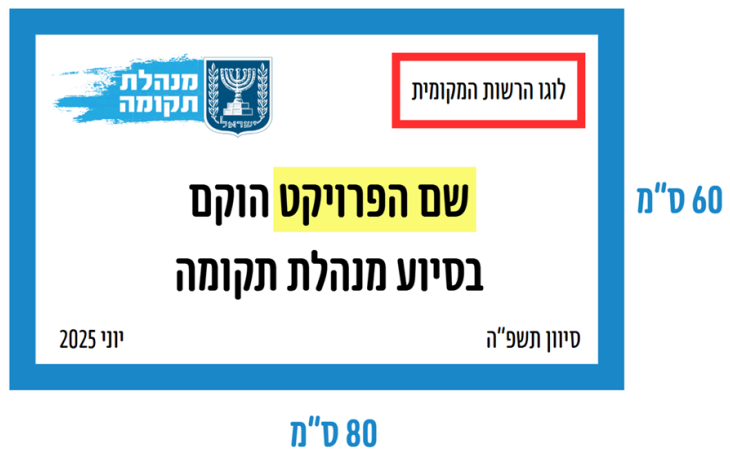 לוגו הרשות המקומית
מנהלת
תקומה
ישראל
שם הפרויקט הוקם
בסיוע מנהלת תקומה
סיוון תשפ"ה
יוני 2025
60 ס"מ
80 ס"מ